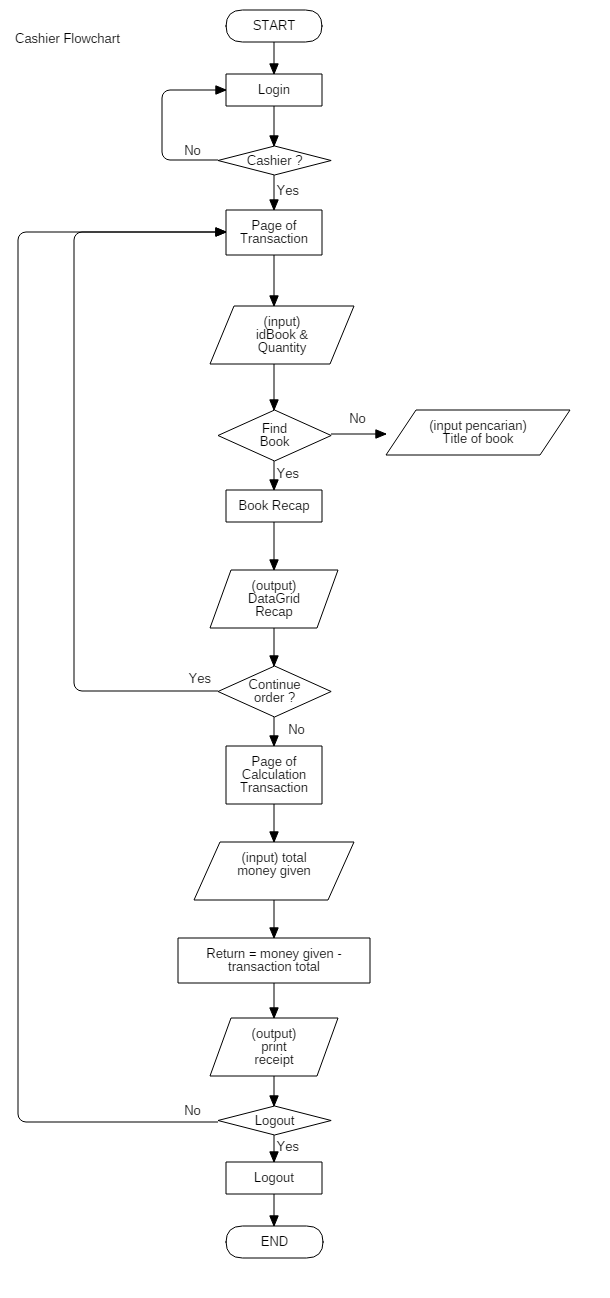 START
Cashier Flowchart
Login
No
Cashier ?
Yes
Page of
Transaction
(input)
idBook &
Quantity
Find
Book
No
(input pencarian)
Title of book
Yes
Book Recap
(output)
DataGrid
Recap
Yes
Continue
order ?
No
Page of
Calculation
Transaction
(input) total
money given
Return = money given -
transaction total
(output)
print
receipt
No
Logout
Yes
Logout
END